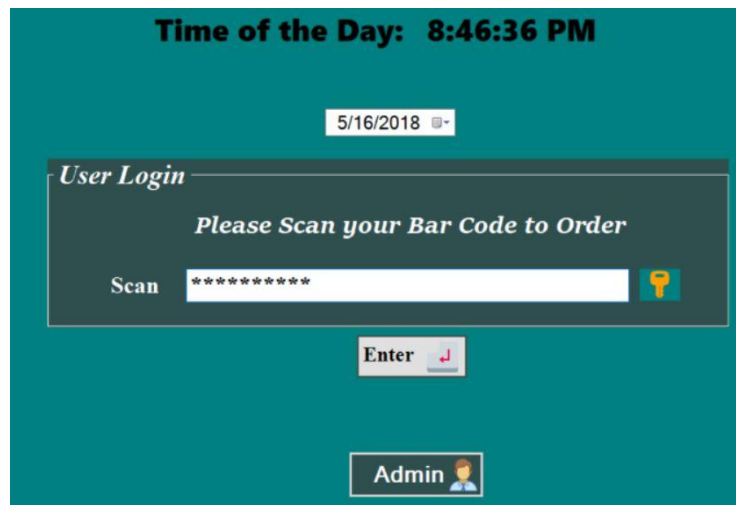 Time of the Day: 8:46:36 PM
5/16/2018
User Login
Please Scan your Bar Code to Order
Scan **********
Enter
Admin